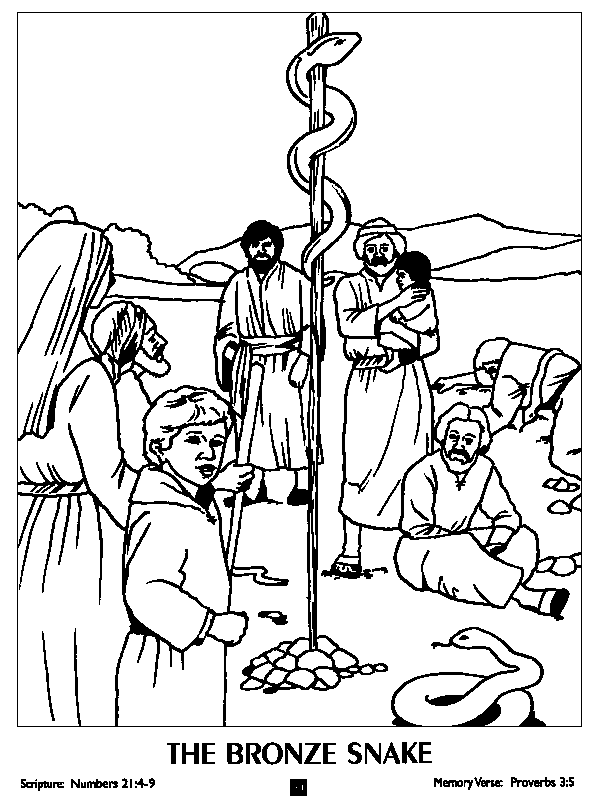 THE BRONZE SNAKE
Scripture: Numbers 21:4-9
Memory Verse: Proverbs 3:5